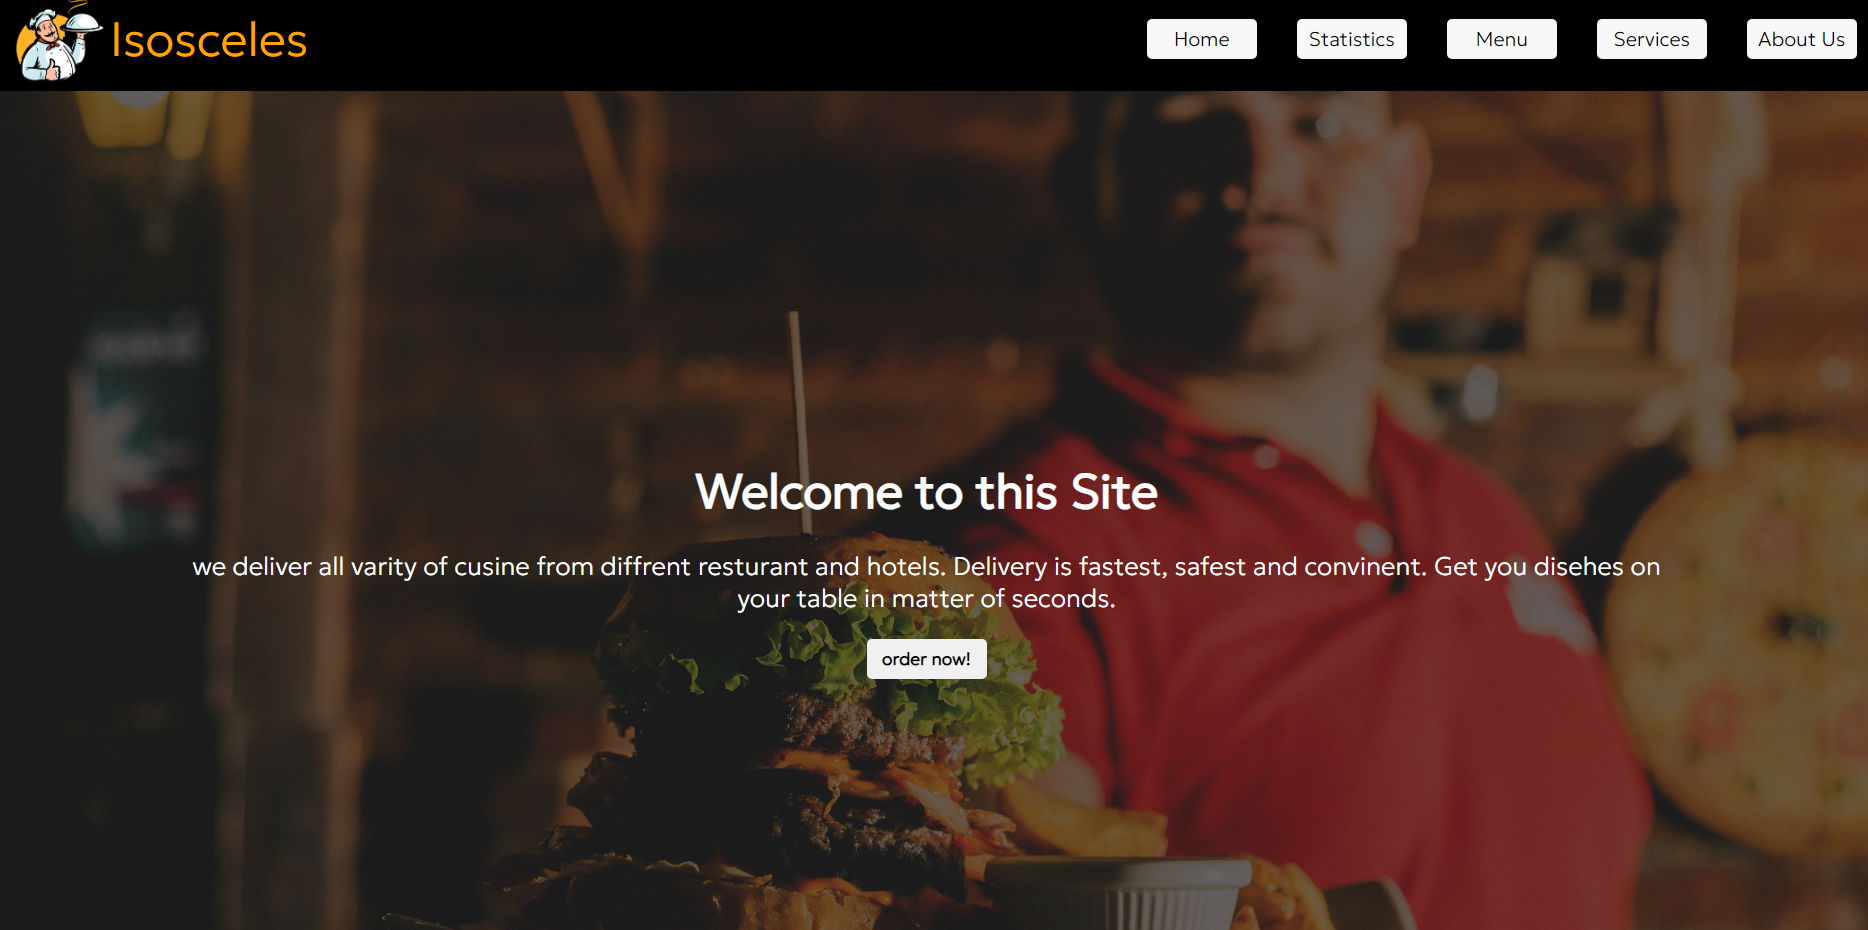 Isosceles
Home
Statistics
Menu
Services
About Us
Welcome to this Site
we deliver all varity of cusine from diffrent resturant and hotels. Delivery is fastest, safest and convinent. Get you disehes on
your table in matter of seconds.
order now!